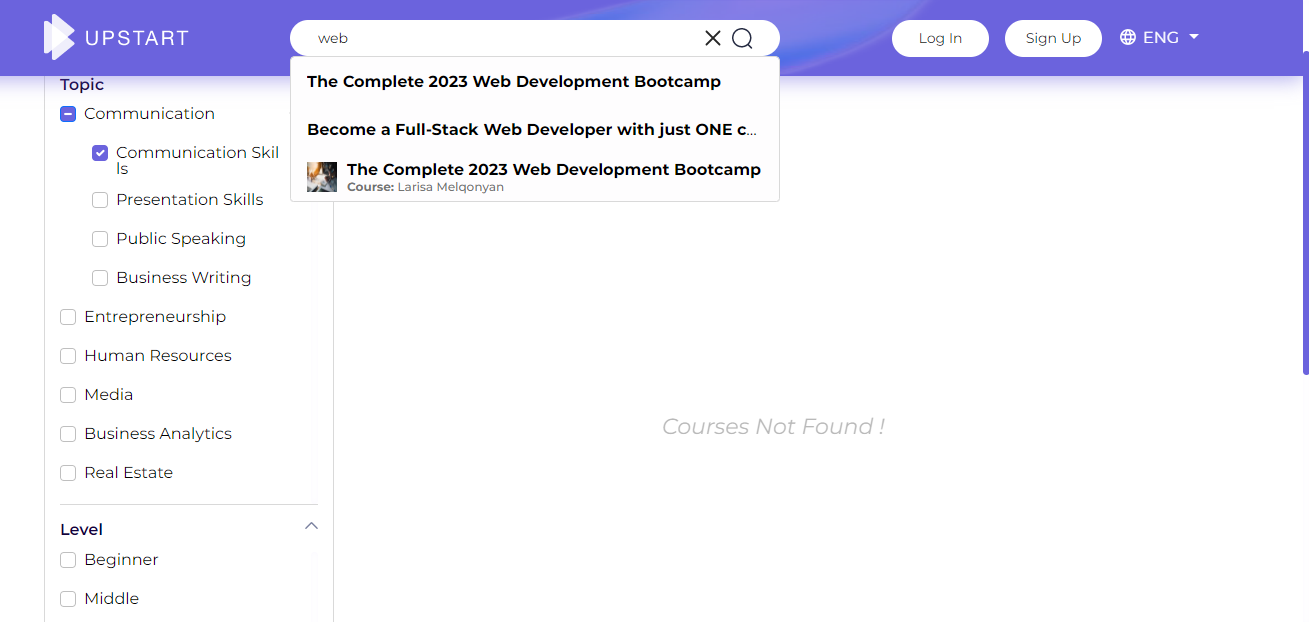 UPSTART
web
Log In
Sign Up
ENG
The Complete 2023 Web Development Bootcamp
Become a Full-Stack Web Developer with just ONE c...
The Complete 2023 Web Development Bootcamp
Course: Larisa Melqonyan
Topic
Communication
Communication Skil
ls
Presentation Skills
Public Speaking
Business Writing
Entrepreneurship
Human Resources
Media
Business Analytics
Real Estate
Level
Beginner
Middle
Courses Not Found !